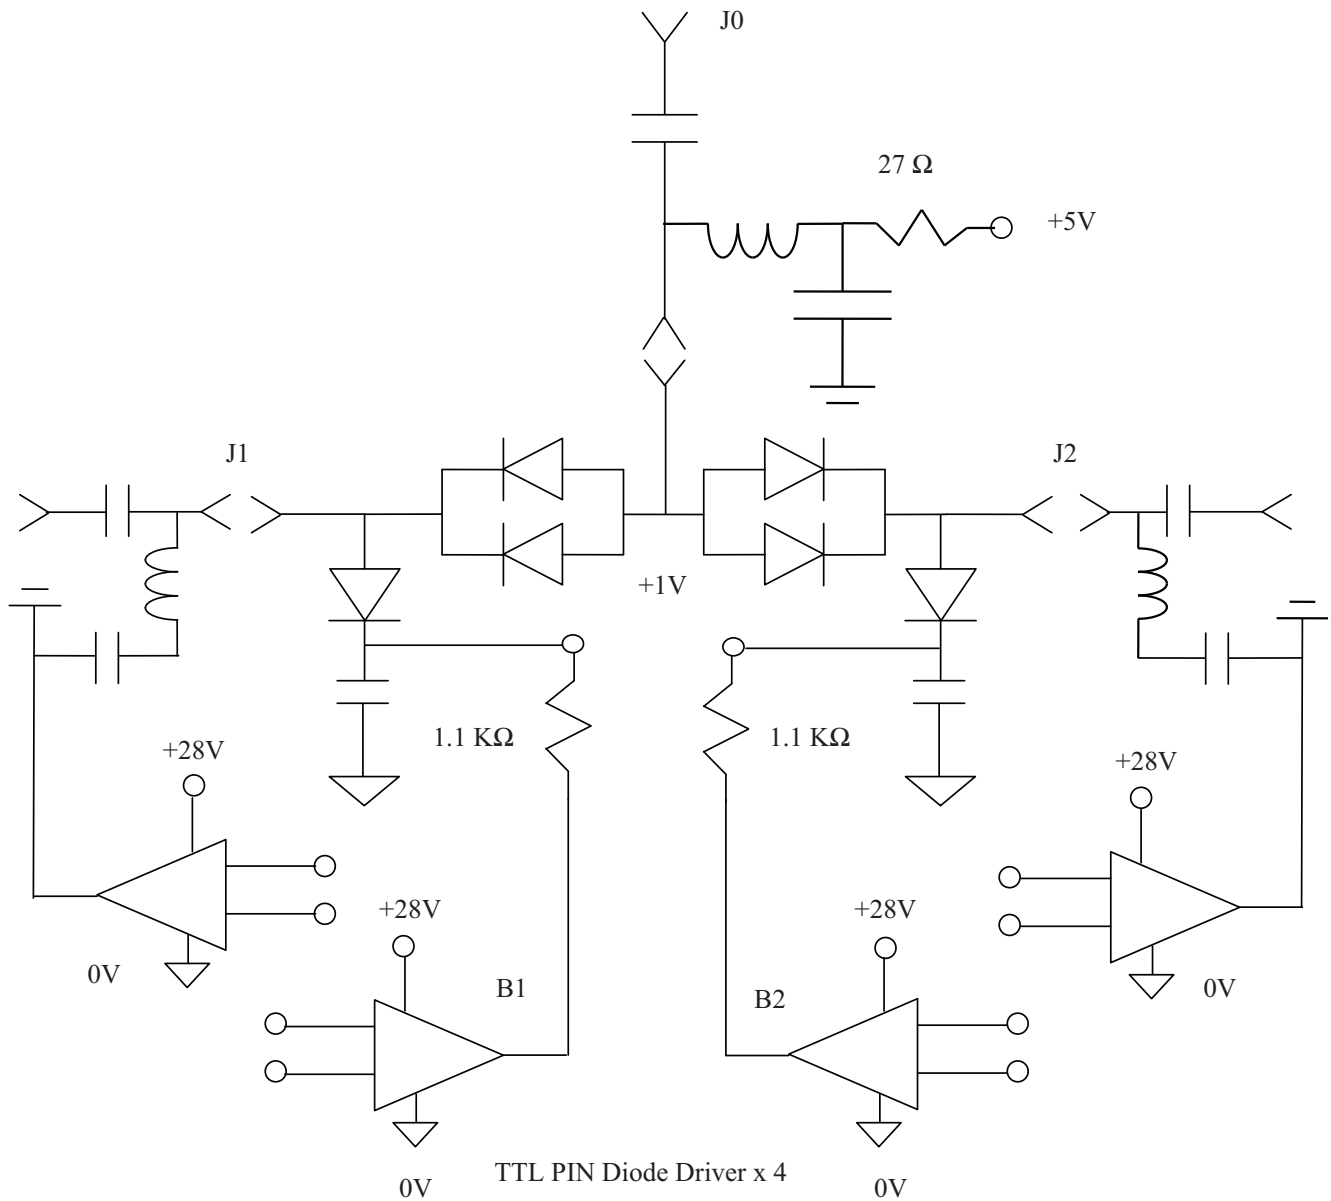 J0
27 Ω
+5V
J1
J2
+1V
1.1 KΩ
1.1 KΩ
+28V
+28V
+28V
+28V
0V
B1
B2
0V
TTL PIN Diode Driver x 4
0V
0V